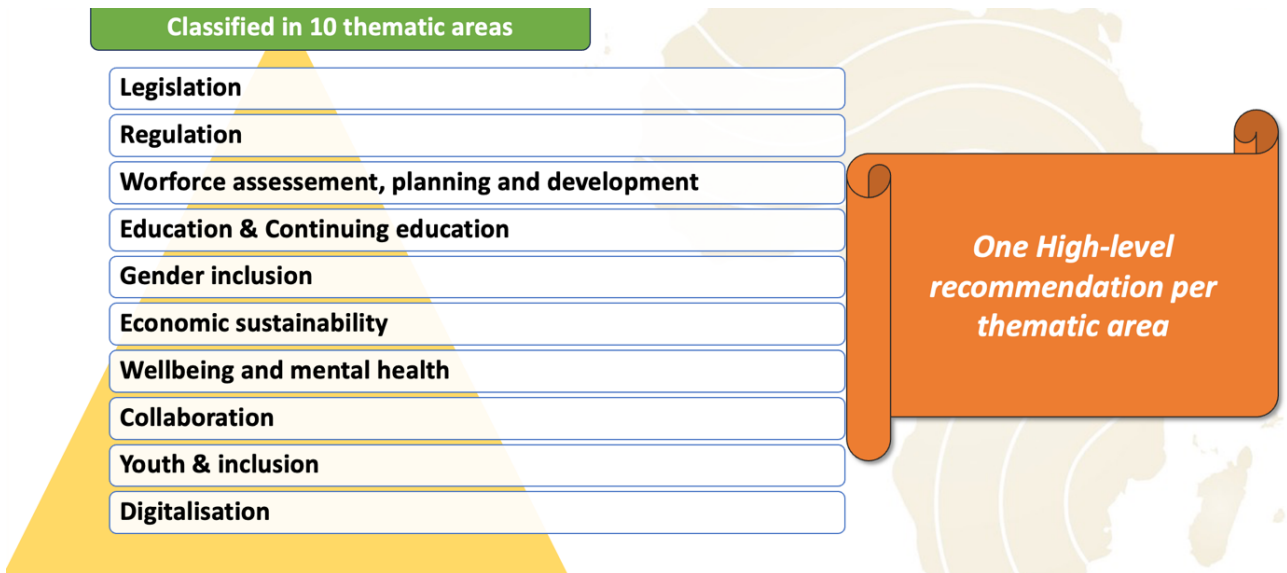 Classified in 10 thematic areas
Legislation
Regulation
Worforce assessement, planning and development
Education & Continuing education
Gender inclusion
Economic sustainability
Wellbeing and mental health
Collaboration
Youth & inclusion
Digitalisation
One High-level
recommendation per
thematic area